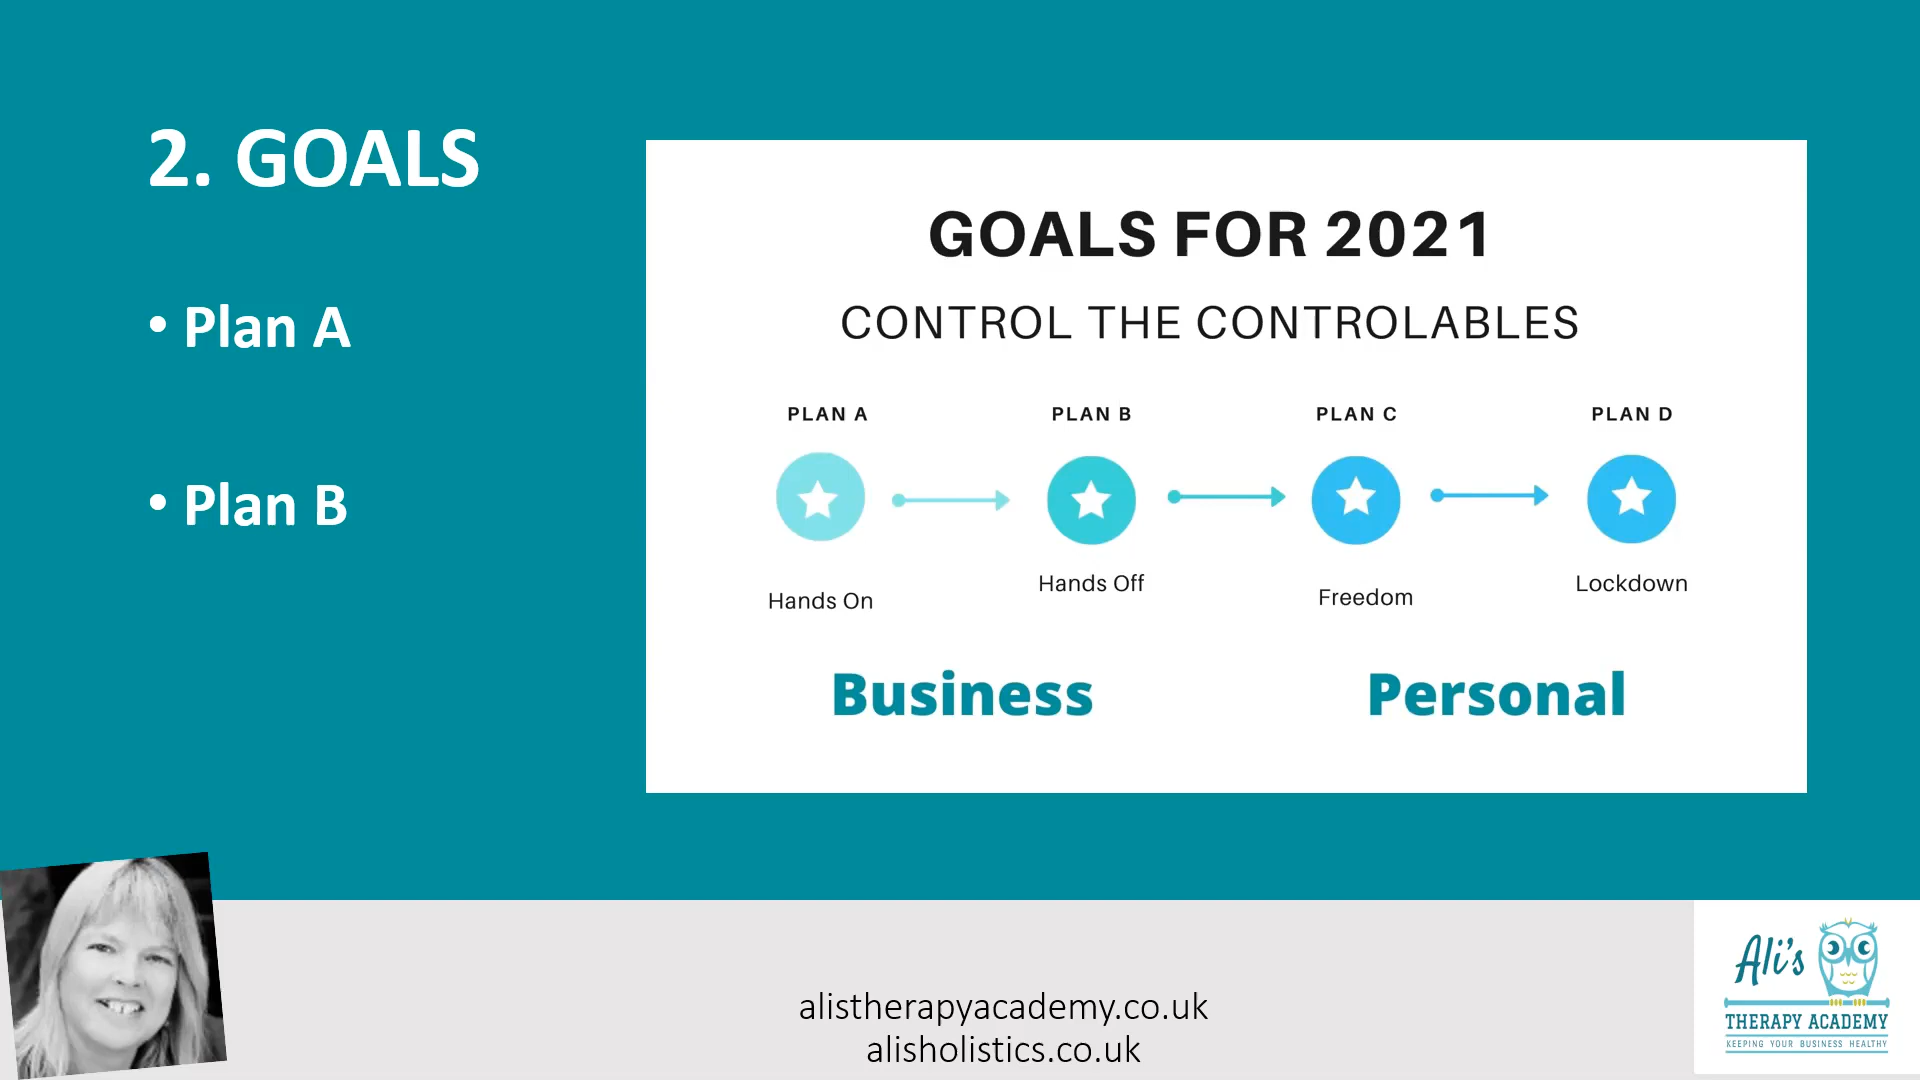 2. GOALS
• Plan A
• Plan B
GOALS FOR 2021
CONTROL THE CONTROLABLES
PLAN A PLAN B PLAN C PLAN D
Hands On Hands Off Freedom Lockdown
Business Personal
alistherapyacademy.co.uk
alisholistics.co.uk
Ali's
THERAPY ACADEMY
KEEPING YOUR BUSINESS HEALTHY